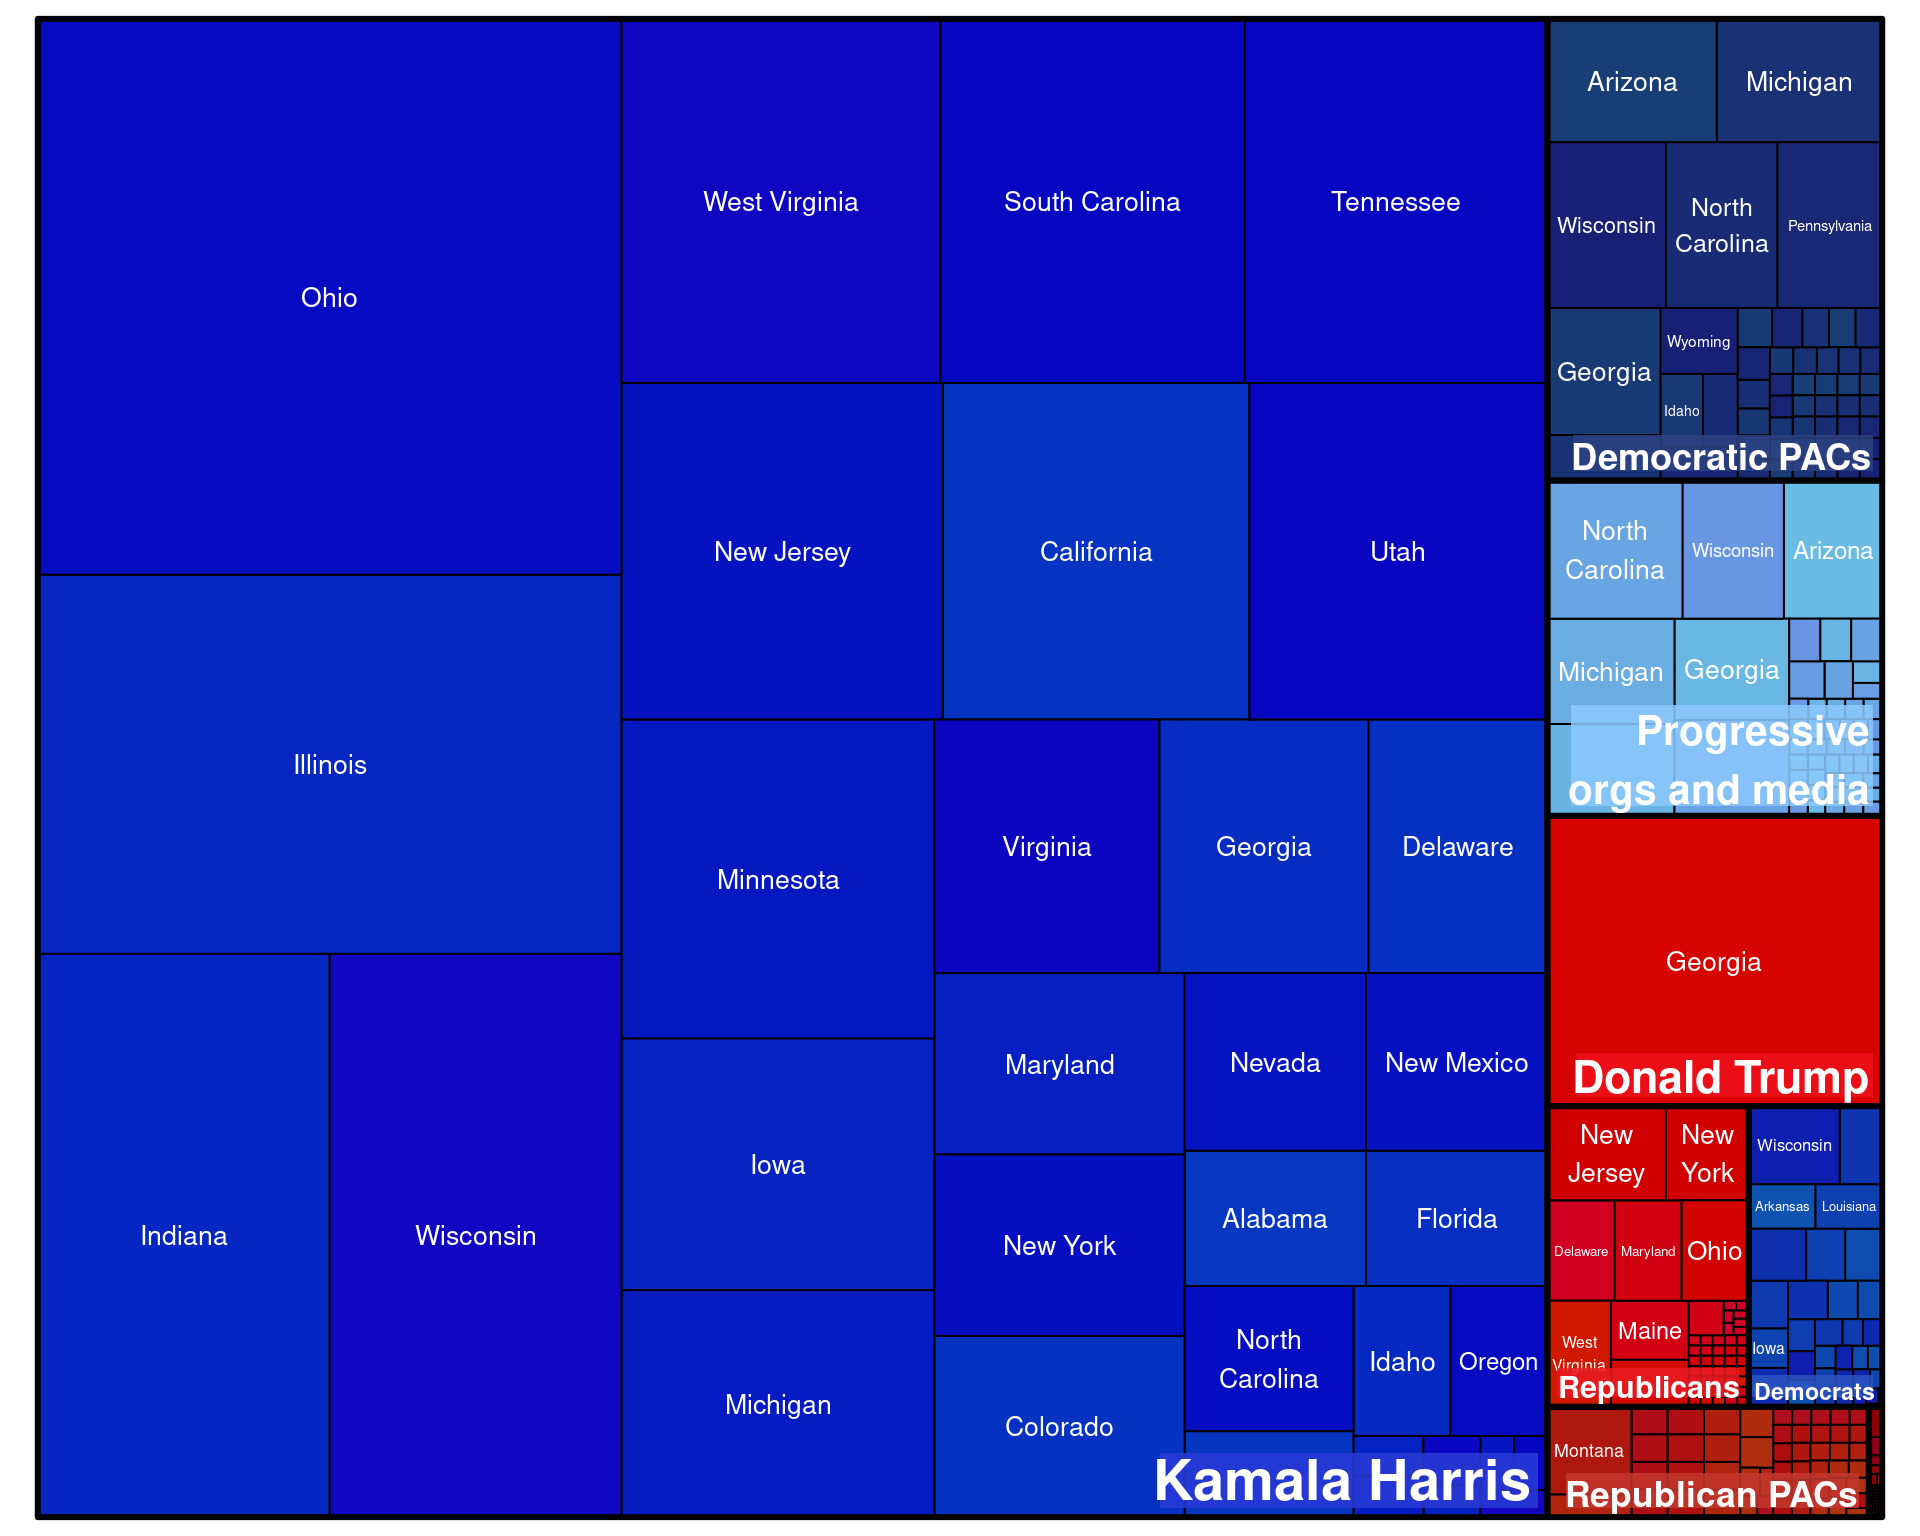 Ohio
West Virginia
South Carolina
Tennessee
New Jersey
California
Utah
Illinois
Indiana
Wisconsin
Minnesota
Virginia
Georgia
Delaware
Maryland
Nevada
New Mexico
Iowa
New York
Alabama
Florida
Michigan
Colorado
North
Carolina
Idaho
Oregon
Kamala Harris
Arizona
Michigan
Wisconsin
North
Carolina
Pennsylvania
Georgia
Wyoming
Idaho
Democratic PACs
North
Carolina
Wisconsin
Arizona
Michigan
Georgia
Progressive
orgs and media
Georgia
Donald Trump
New
Jersey
New
York
Delaware
Maryland
Ohio
West
Virginia
Maine
Republicans
Wisconsin
Arkansas
Louisiana
Iowa
Democrats
Montana
Republican PACs